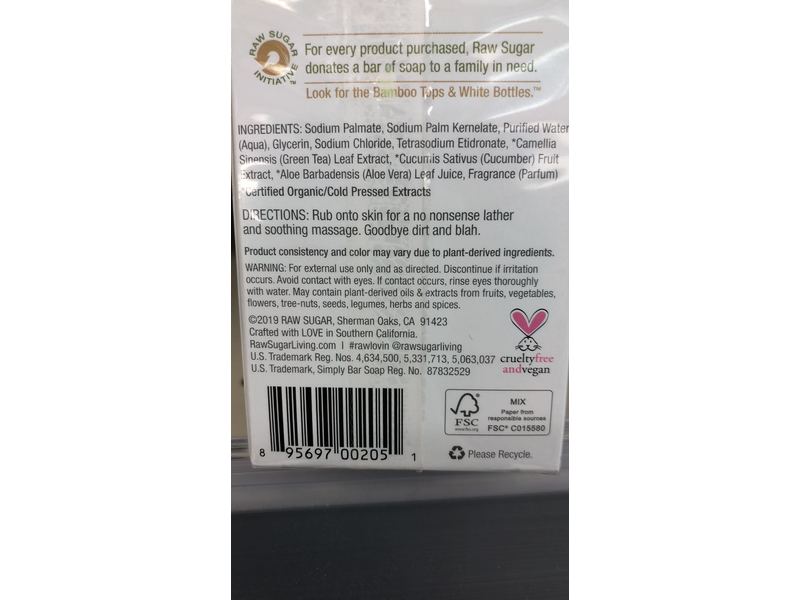 RAW SUGAR INITIATIVE™
For every product purchased, Raw Sugar
donates a bar of soap to a family in need.
Look for the Bamboo Tops & White Bottles.™
INGREDIENTS: Sodium Palmate, Sodium Palm Kernelate, Purified Water
(Aqua), Glycerin, Sodium Chloride, Tetrasodium Etidronate, *Camellia
Sinensis (Green Tea) Leaf Extract, *Cucumis Sativus (Cucumber) Fruit
Extract, *Aloe Barbadensis (Aloe Vera) Leaf Juice, Fragrance (Parfum)
*Certified Organic/Cold Pressed Extracts
DIRECTIONS: Rub onto skin for a no nonsense lather
and soothing massage. Goodbye dirt and blah.
Product consistency and color may vary due to plant-derived ingredients.
WARNING: For external use only and as directed. Discontinue if irritation
occurs. Avoid contact with eyes. If contact occurs, rinse eyes thoroughly
with water. May contain plant-derived oils & extracts from fruits, vegetables,
flowers, tree-nuts, seeds, legumes, herbs and spices.
©2019 RAW SUGAR, Sherman Oaks, CA 91423
Crafted with LOVE in Southern California.
RawSugarLiving.com I #rawlovin @rawsugarliving
U.S. Trademark Reg. Nos. 4,634,500, 5,331,713, 5,063,037
U.S. Trademark, Simply Bar Soap Reg. No. 87832529
crueltyfree
andvegan
8 95697 00205 1
FSC
www.fsc.org
MIX
Paper from
responsible sources
FSC® C015580
Please Recycle.